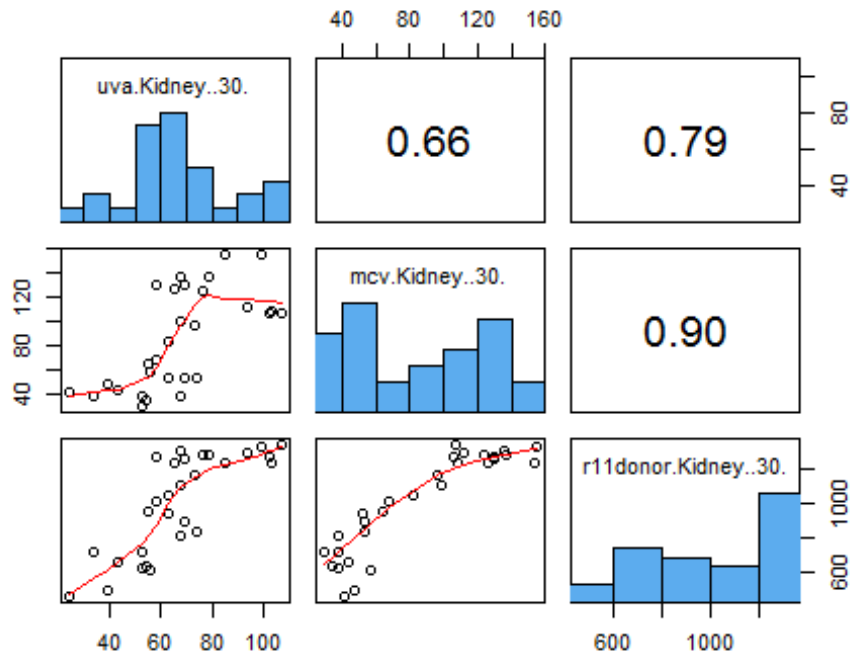 40 80 120 160
uva.Kidney..30.
0.66
0.79
40 80
40 80 120
mcv.Kidney..30.
0.90
r11donor.Kidney..30.
600 1000
40 60 80 100
600 1000